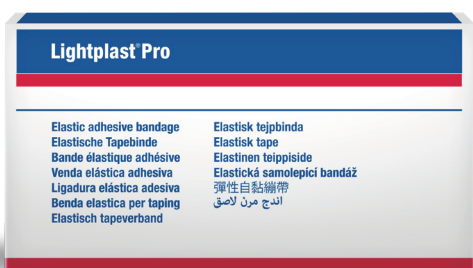 Lightplast® Pro
Elastic adhesive bandage
Elastische Tapebinde
Bande élastique adhésive
Venda elástica adhesiva
Ligadura elástica adesiva
Benda elastica per taping
Elastisch tapeverband
Elastisk tejpbinda
Elastisk tape
Elastinen teippiside
Elastická samolepicí bandáž
彈性自黏繃帶
اندج مرن لاصق